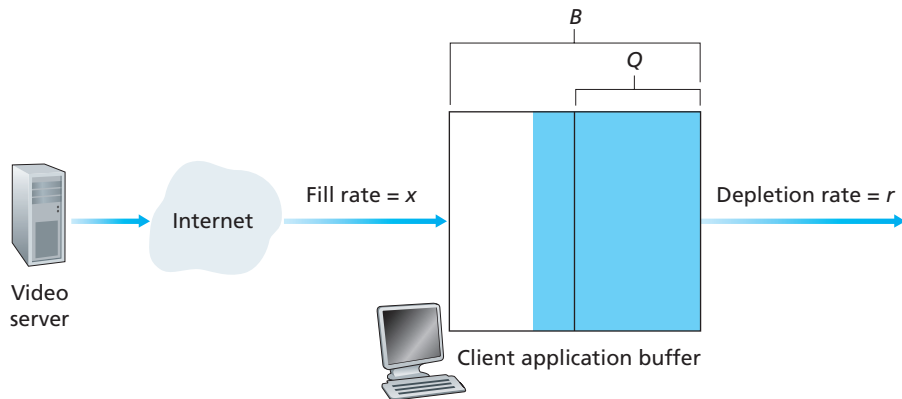 B
Q
Fill rate = x
Depletion rate = r
Internet
Video
server
Client application buffer